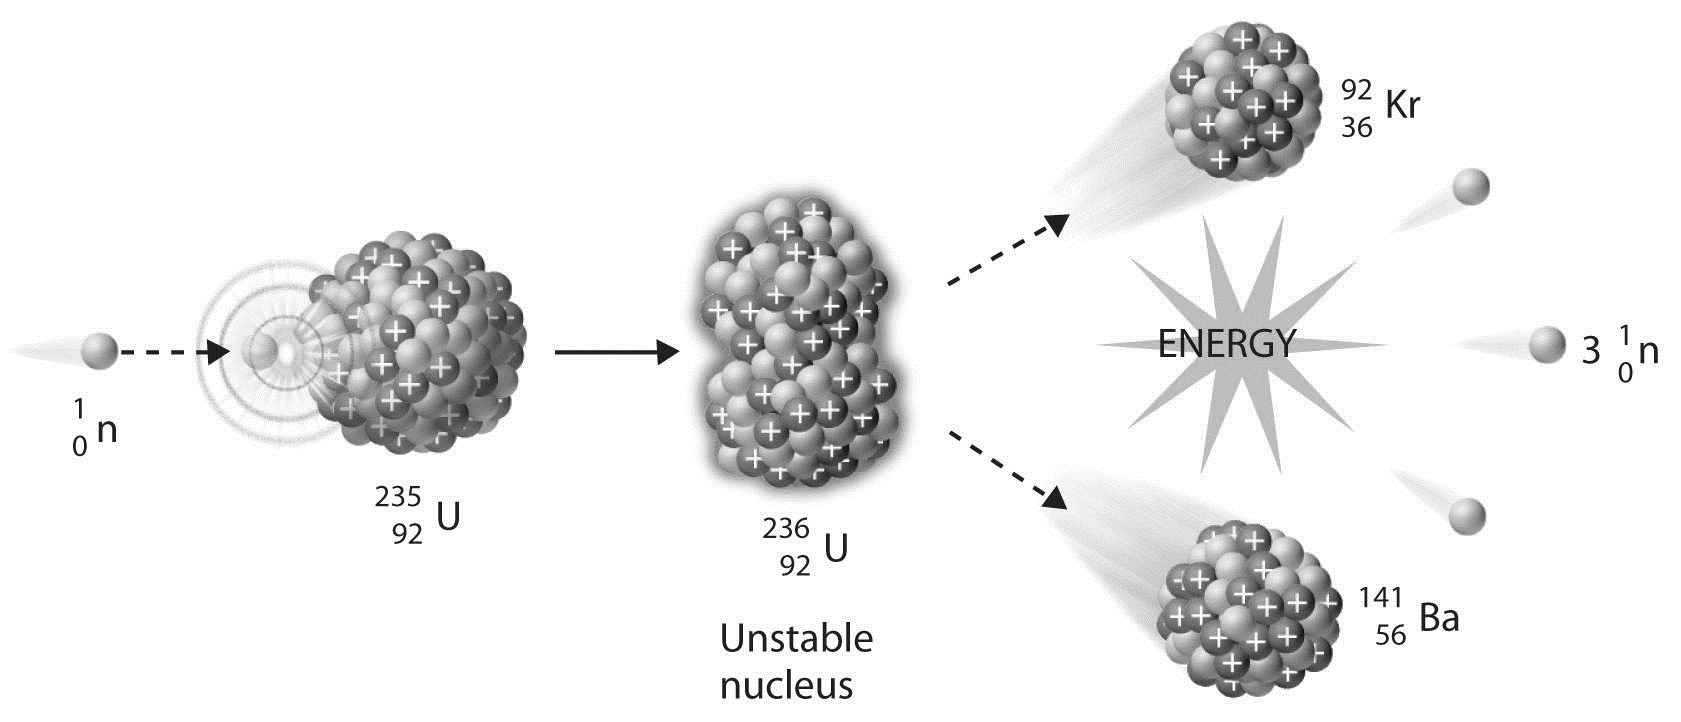 1
0 n
235
92 U
236
92 U
Unstable
nucleus
92
36 Kr
ENERGY
3 1
0 n
141
56 Ba